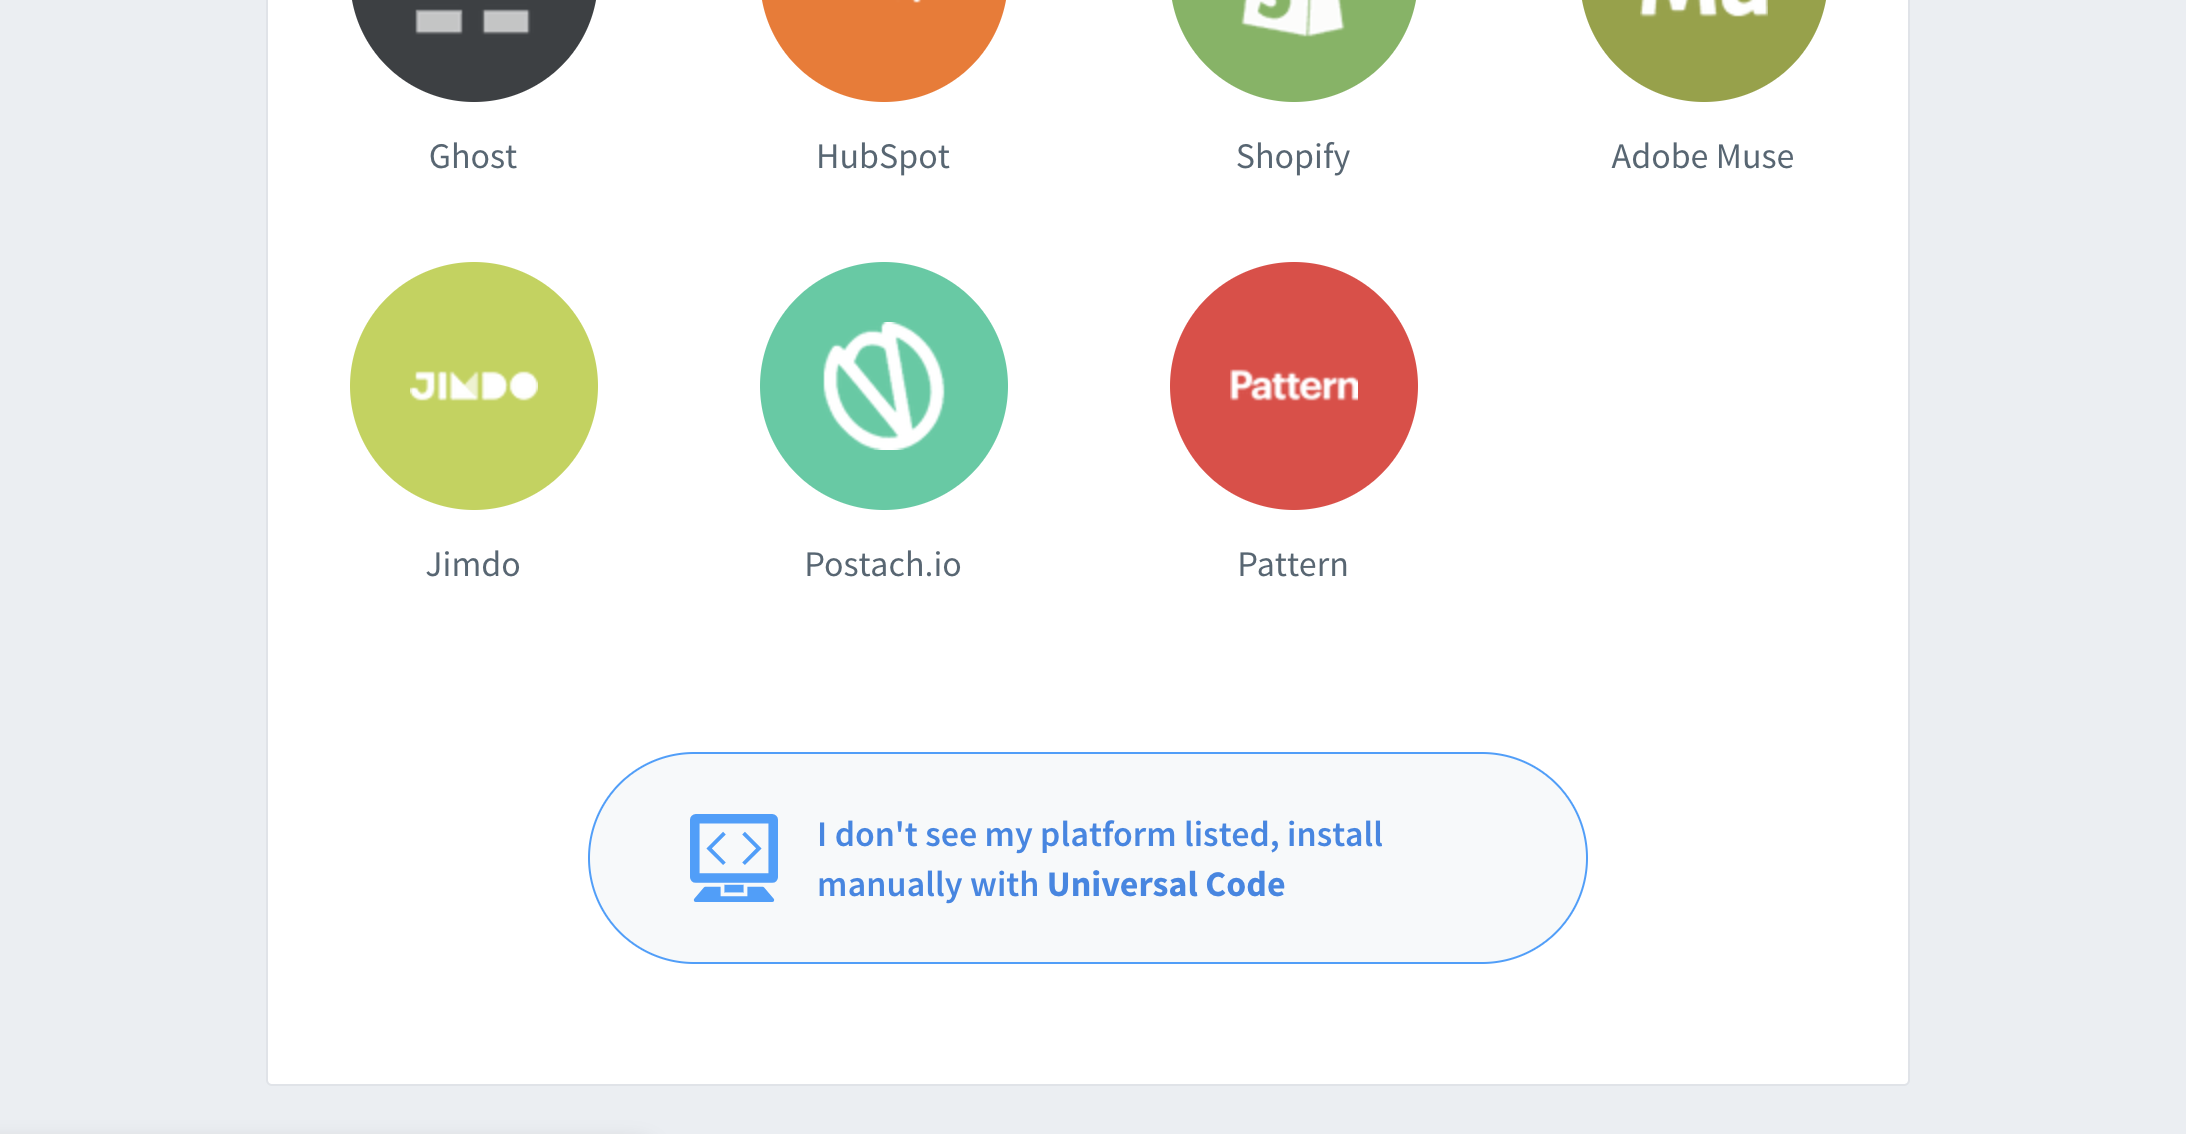 Ghost
HubSpot
Shopify
Adobe Muse
JIMDO
Pattern
Jimdo
Postach.io
Pattern
I don't see my platform listed, install
manually with Universal Code